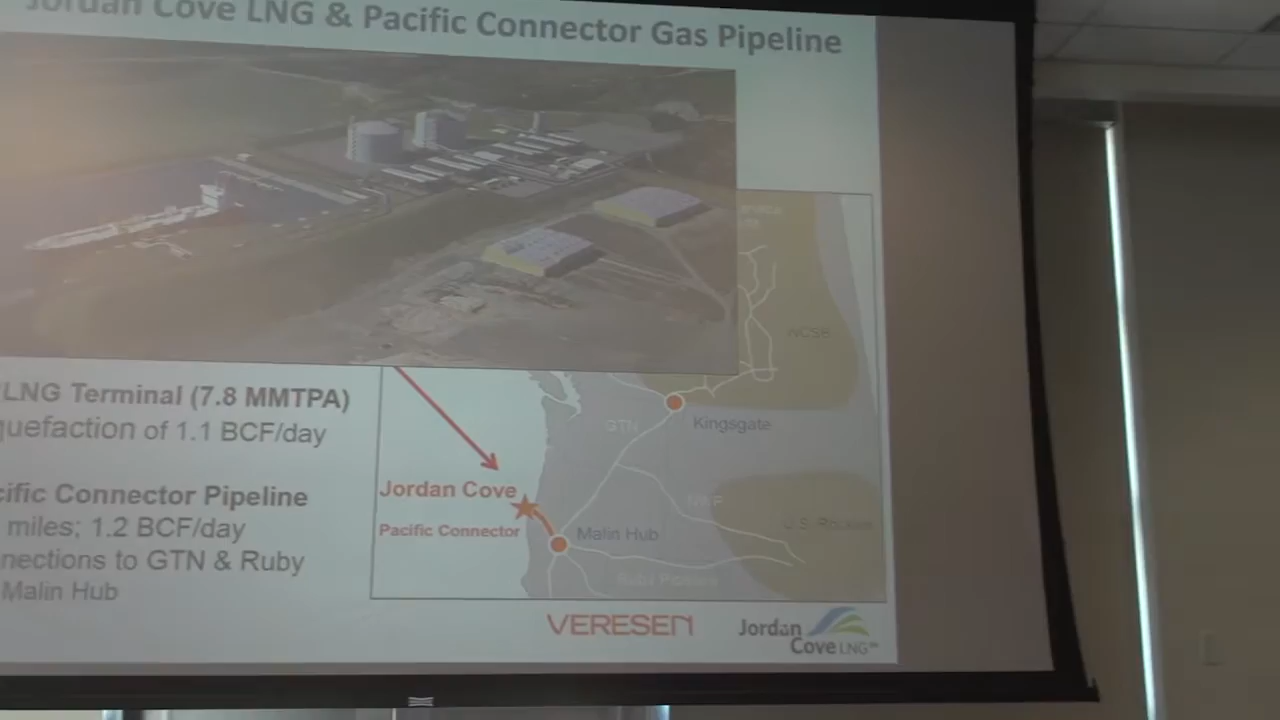 Jordan Cove LNG & Pacific Connector Gas Pipeline
WCSB
Kingsgate
GTN
LNG Terminal (7.8 MMTPA)
quefaction of 1.1 BCF/day
Jordan Cove
cific Connector Pipeline
miles; 1.2 BCF/day
Pacific Connector
Malin Hub
U.S. Rockies
nections to GTN & Ruby
Malin Hub
Ruby Pipeline
VERESEN
Jordan
Cove LNG